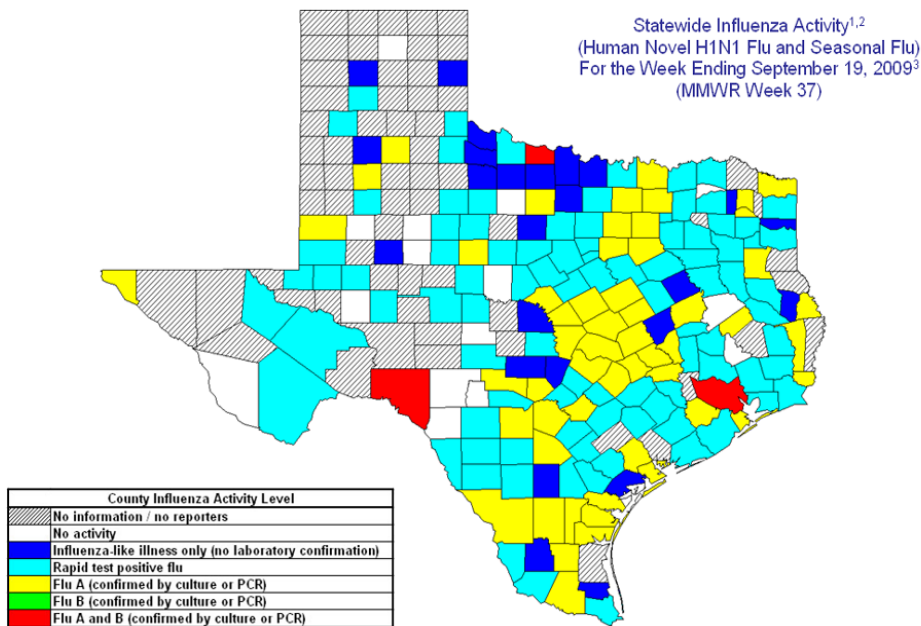 Statewide Influenza Activity1,2
(Human Novel H1N1 Flu and Seasonal Flu)
For the Week Ending September 19, 20093
(MMWR Week 37)
County Influenza Activity Level
No information / no reporters
No activity
Influenza-like illness only (no laboratory confirmation)
Rapid test positive flu
Flu A (confirmed by culture or PCR)
Flu B (confirmed by culture or PCR)
Flu A and B (confirmed by culture or PCR)